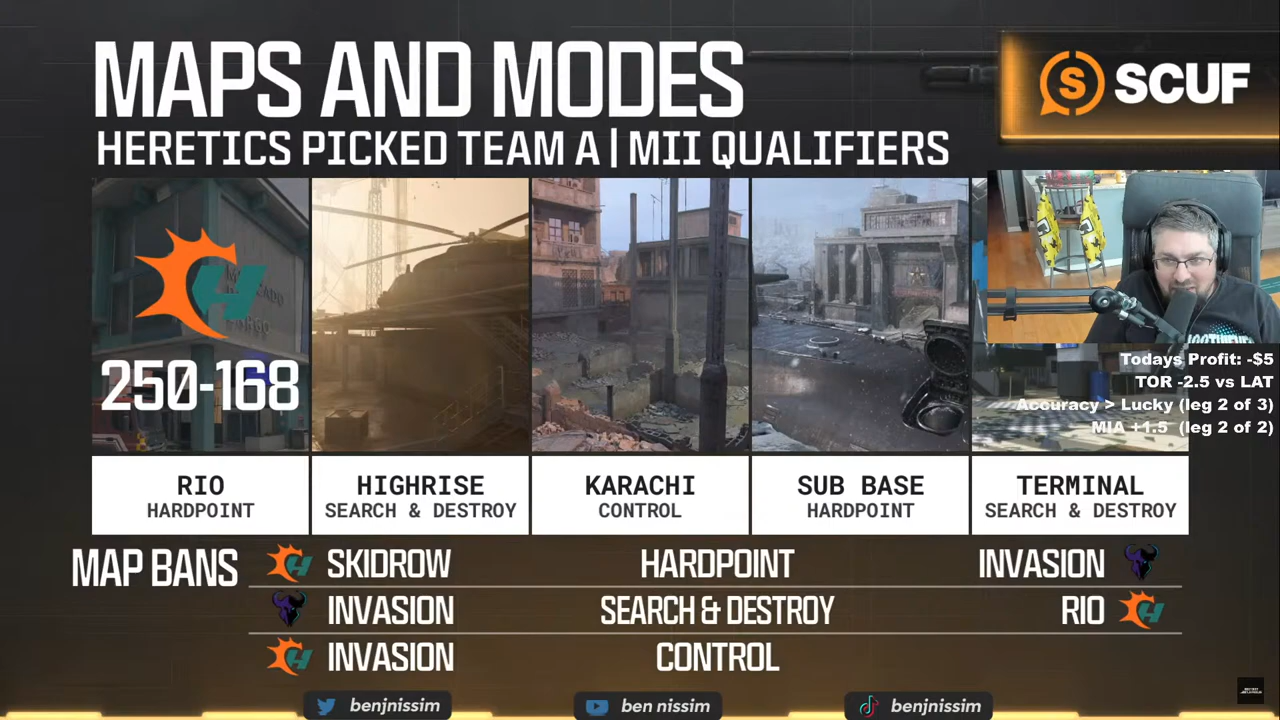 MAPS AND MODES
HERETICS PICKED TEAM A | MII QUALIFIERS
S SCUF
250-168
Todays Profit: -$5
TOR -2.5 vs LAT
Accuracy > Lucky (leg 2 of 3)
MIA +1.5 (leg 2 of 2)
RIO
HARDPOINT
HIGHRISE
SEARCH & DESTROY
KARACHI
CONTROL
SUB BASE
HARDPOINT
TERMINAL
SEARCH & DESTROY
MAP BANS
SKIDROW HARDPOINT INVASION
INVASION SEARCH & DESTROY RIO
INVASION CONTROL
benjnissim
ben nissim
benjnissim